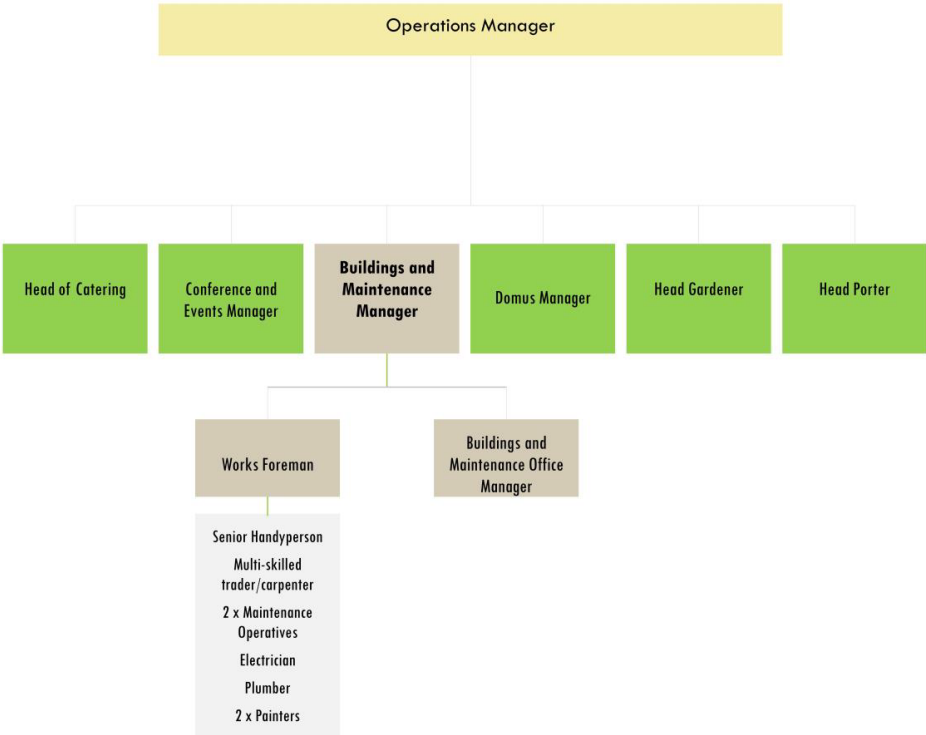 Operations Manager
Head of Catering
Conference and
Events Manager
Buildings and
Maintenance
Manager
Domus Manager
Head Gardener
Head Porter
Works Foreman
Buildings and
Maintenance Office
Manager
Senior Handyperson
Multi-skilled
trader/carpenter
2 x Maintenance
Operatives
Electrician
Plumber
2 x Painters